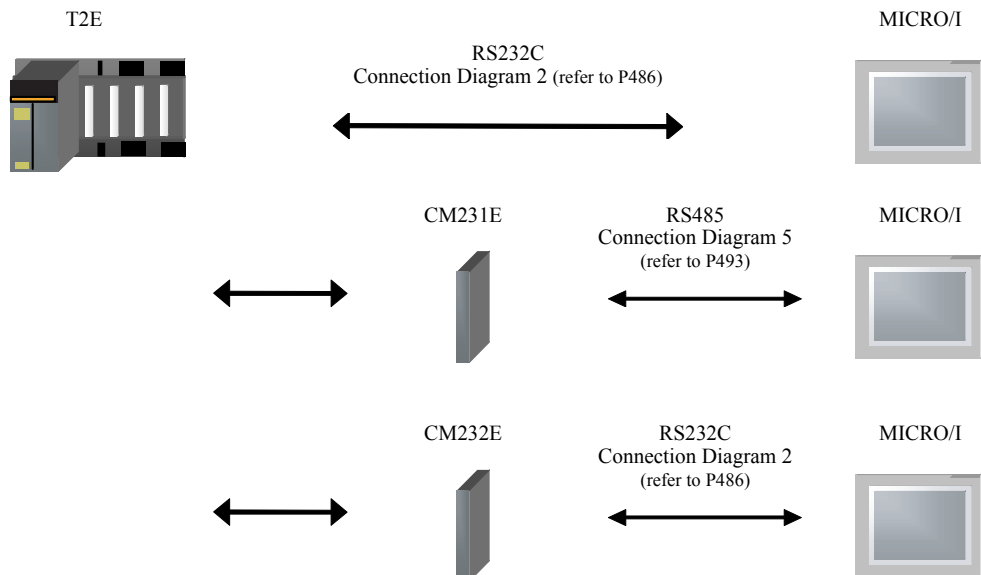 T2E
MICRO/I
RS232C
Connection Diagram 2 (refer to P486)
CM231E
RS485
Connection Diagram 5
(refer to P493)
MICRO/I
CM232E
RS232C
Connection Diagram 2
(refer to P486)
MICRO/I